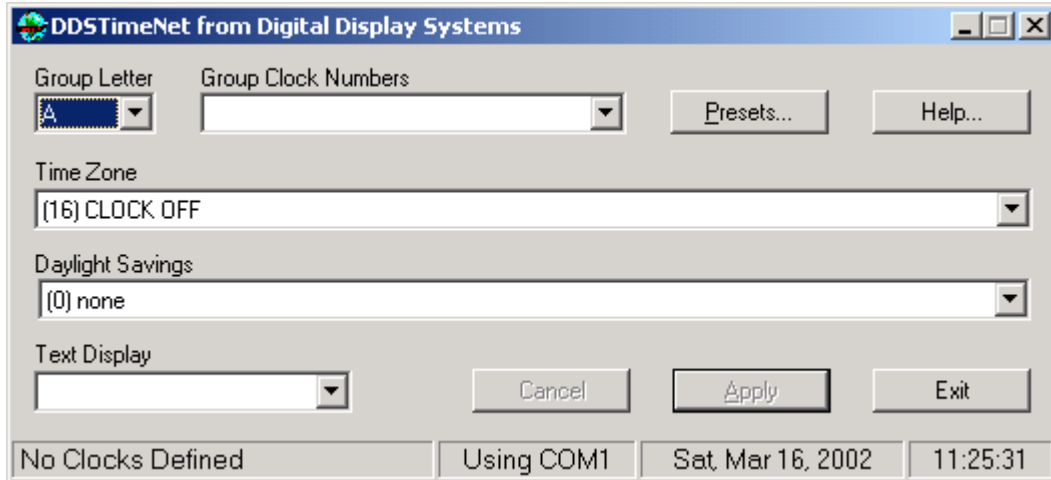 DDSTimeNet from Digital Display Systems
Group Letter Group Clock Numbers
A Presets... Help...
Time Zone
(16) CLOCK OFF
Daylight Savings
(0) none
Text Display
Cancel Apply Exit
No Clocks Defined Using COM1 Sat, Mar 16, 2002 11:25:31